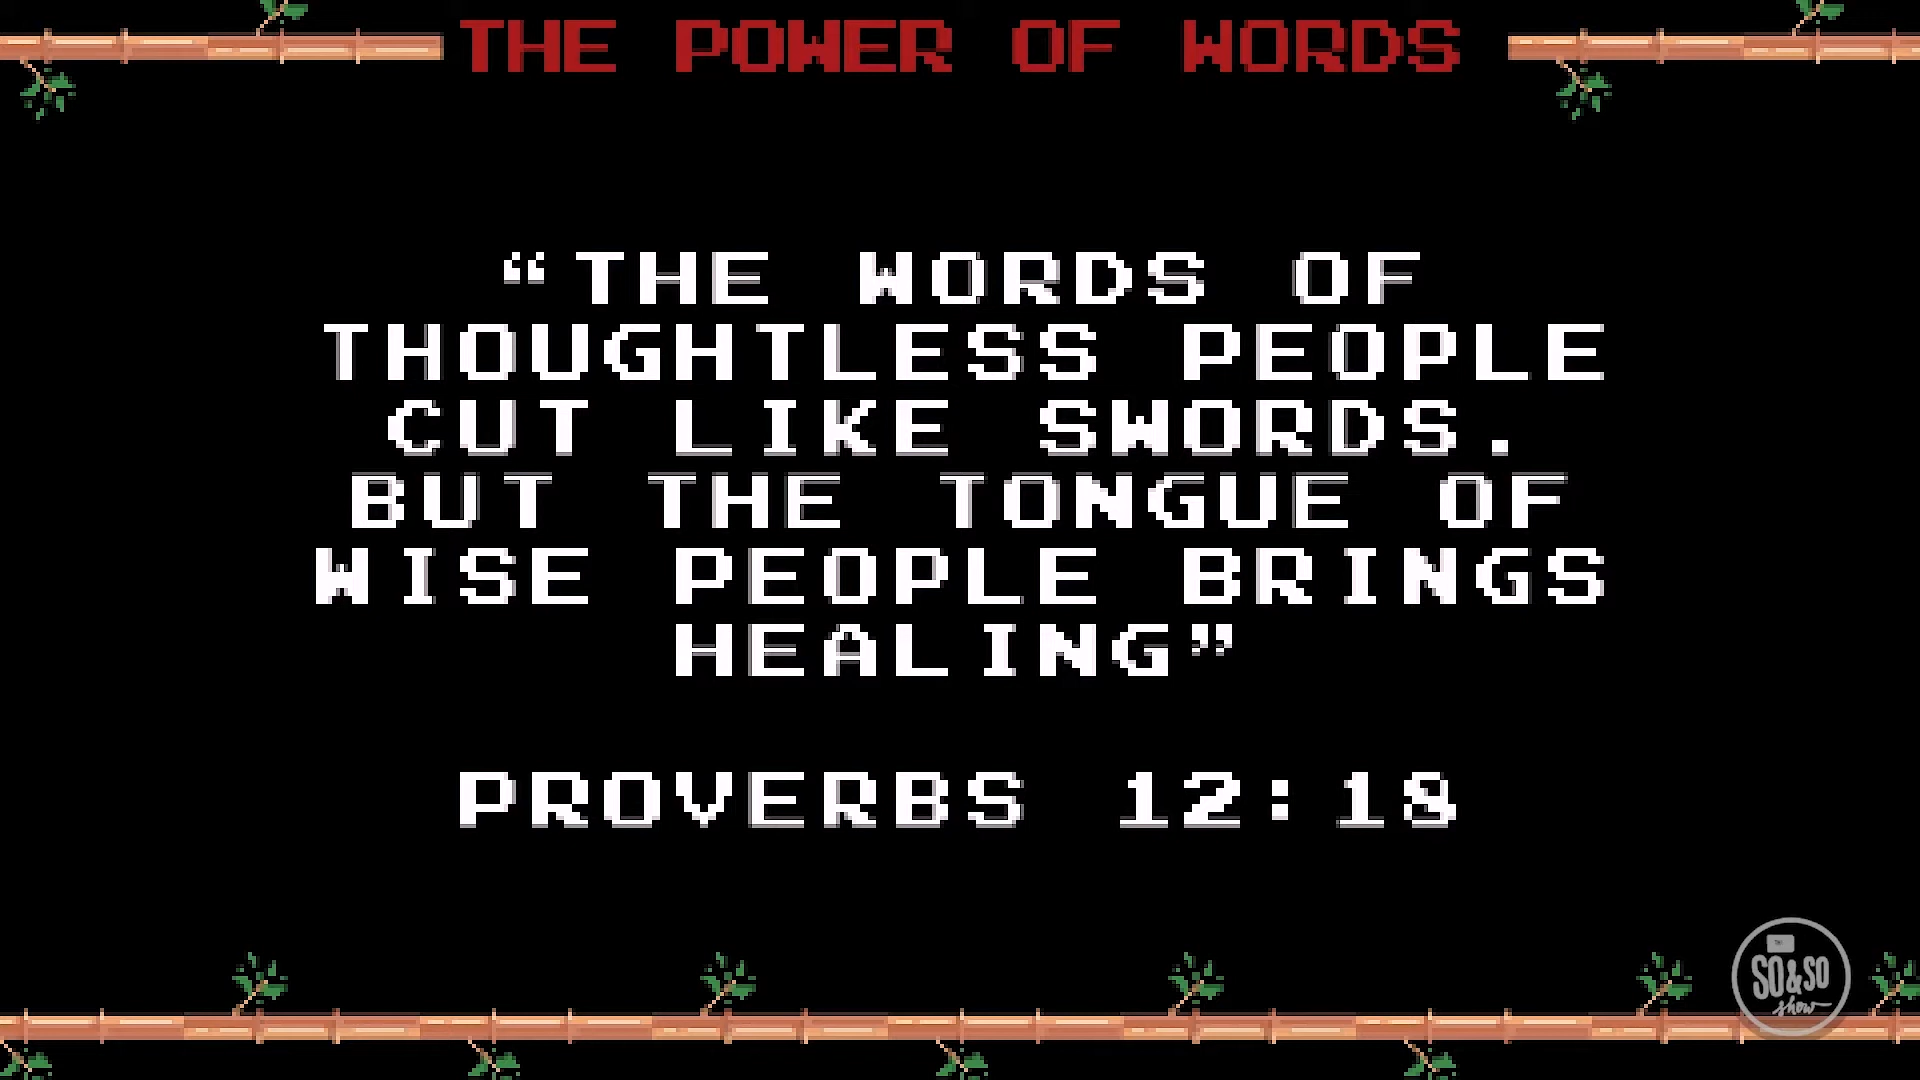 THE POWER OF WORDS
“THE WORDS OF
THOUGHTLESS PEOPLE
CUT LIKE SWORDS.
BUT THE TONGUE OF
WISE PEOPLE BRINGS
HEALING”
PROVERBS 12:18
SO&SO
show